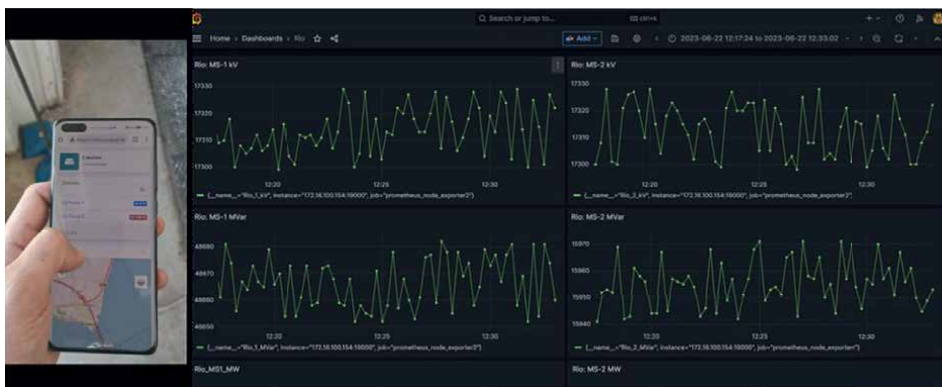 Search or jump to...
ctrl+k
Home › Dashboards › Rio
Add
2023-06-22 12:17:24 to 2023-06-22 12:33:02
Rio: MS-1 kV
17330
17310
17300
12:20
12:25
12:30
{__name__="Rio_1_kV", instance="172.16.100.154:19000", job="prometheus_node_exporter2"}
Rio: MS-2 kV
17330
17320
17310
17300
12:20
12:25
12:30
{__name__="Rio_2_kV", instance="172.16.100.154:19000", job="prometheus_node_exporter2"}
Rio: MS-1 MVar
48680
48670
48660
48650
12:20
12:25
12:30
{__name__="Rio_1_MVar", instance="172.16.100.154:19000", job="prometheus_node_exporter2"}
Rio: MS-2 MVar
15970
15960
15950
15940
12:20
12:25
12:30
{__name__="Rio_2_MVar", instance="172.16.100.154:19000", job="prometheus_node_exporter"}
Rio_MS1_MW
Rio: MS-2 MW